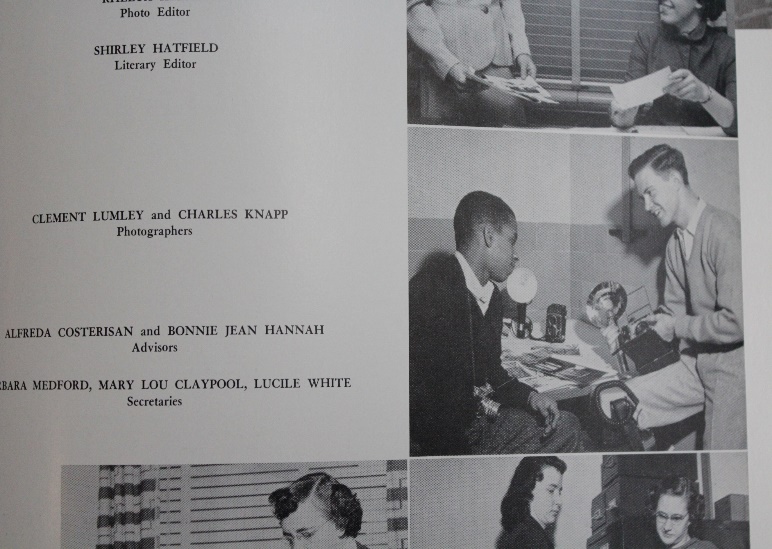 Photo Editor
SHIRLEY HATFIELD
Literary Editor
CLEMENT LUMLEY and CHARLES KNAPP
Photographers
ALFREDA COSTERISAN and BONNIE JEAN HANNAH
Advisors
MEDFORD, MARY LOU CLAYPOOL, LUCILE WHITE
Secretaries